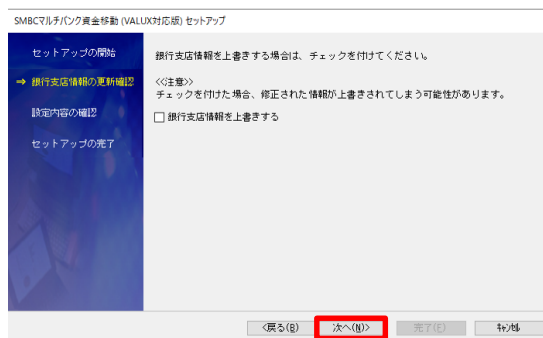 SMBCマルチバンク資金移動 (VALUX対応版) セットアップ
セットアップの開始
⇒ 銀行支店情報の更新確認
設定内容の確認
セットアップの完了
銀行支店情報を上書きする場合は、チェックを付けてください。
<<注意>>
チェックを付けた場合、修正された情報が上書きされてしまう可能性があります。
銀行支店情報を上書きする
<戻る(B)
次へ(N)>
完了(F)
キャンセル